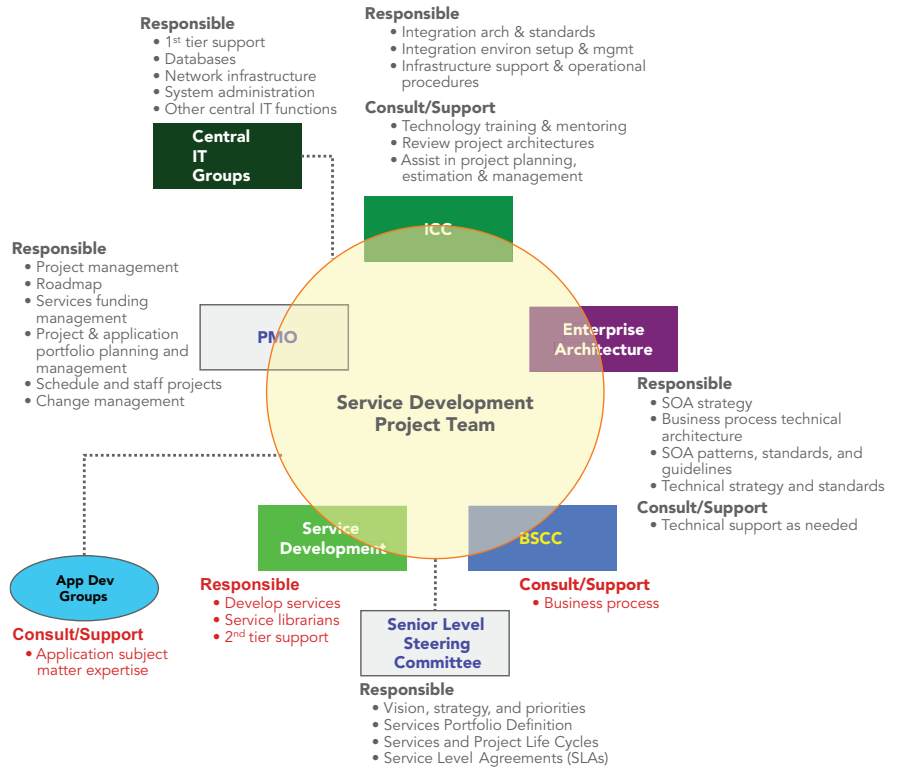 Responsible
• 1st tier support
• Databases
• Network infrastructure
• System administration
• Other central IT functions
Central
IT
Groups
Responsible
• Integration arch & standards
• Integration environ setup & mgmt
• Infrastructure support & operational
procedures
Consult/Support
• Technology training & mentoring
• Review project architectures
• Assist in project planning,
estimation & management
ICC
Responsible
• Project management
• Roadmap
• Services funding
management
• Project & application
portfolio planning and
management
• Schedule and staff projects
• Change management
PMO
Enterprise
Architecture
Responsible
• SOA strategy
• Business process technical
architecture
• SOA patterns, standards, and
guidelines
• Technical strategy and standards
Consult/Support
• Technical support as needed
Service Development
Project Team
Service
Development
Responsible
• Develop services
• Service librarians
• 2nd tier support
BSCC
Consult/Support
• Business process
App Dev
Groups
Consult/Support
• Application subject
matter expertise
Senior Level
Steering
Committee
Responsible
• Vision, strategy, and priorities
• Services Portfolio Definition
• Services and Project Life Cycles
• Service Level Agreements (SLAs)